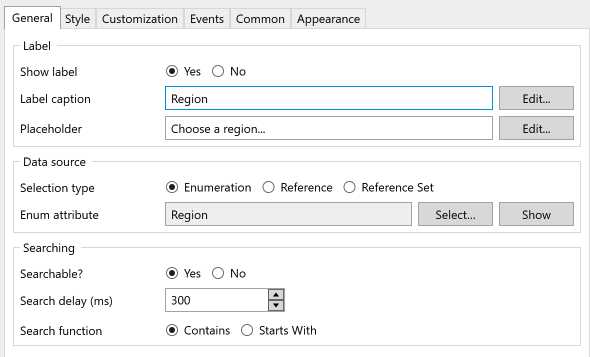 General Style Customization Events Common Appearance
Label
Show label Yes No
Label caption Region Edit...
Placeholder Choose a region... Edit...
Data source
Selection type Enumeration Reference Reference Set
Enum attribute Region Select... Show
Searching
Searchable? Yes No
Search delay (ms) 300
Search function Contains Starts With